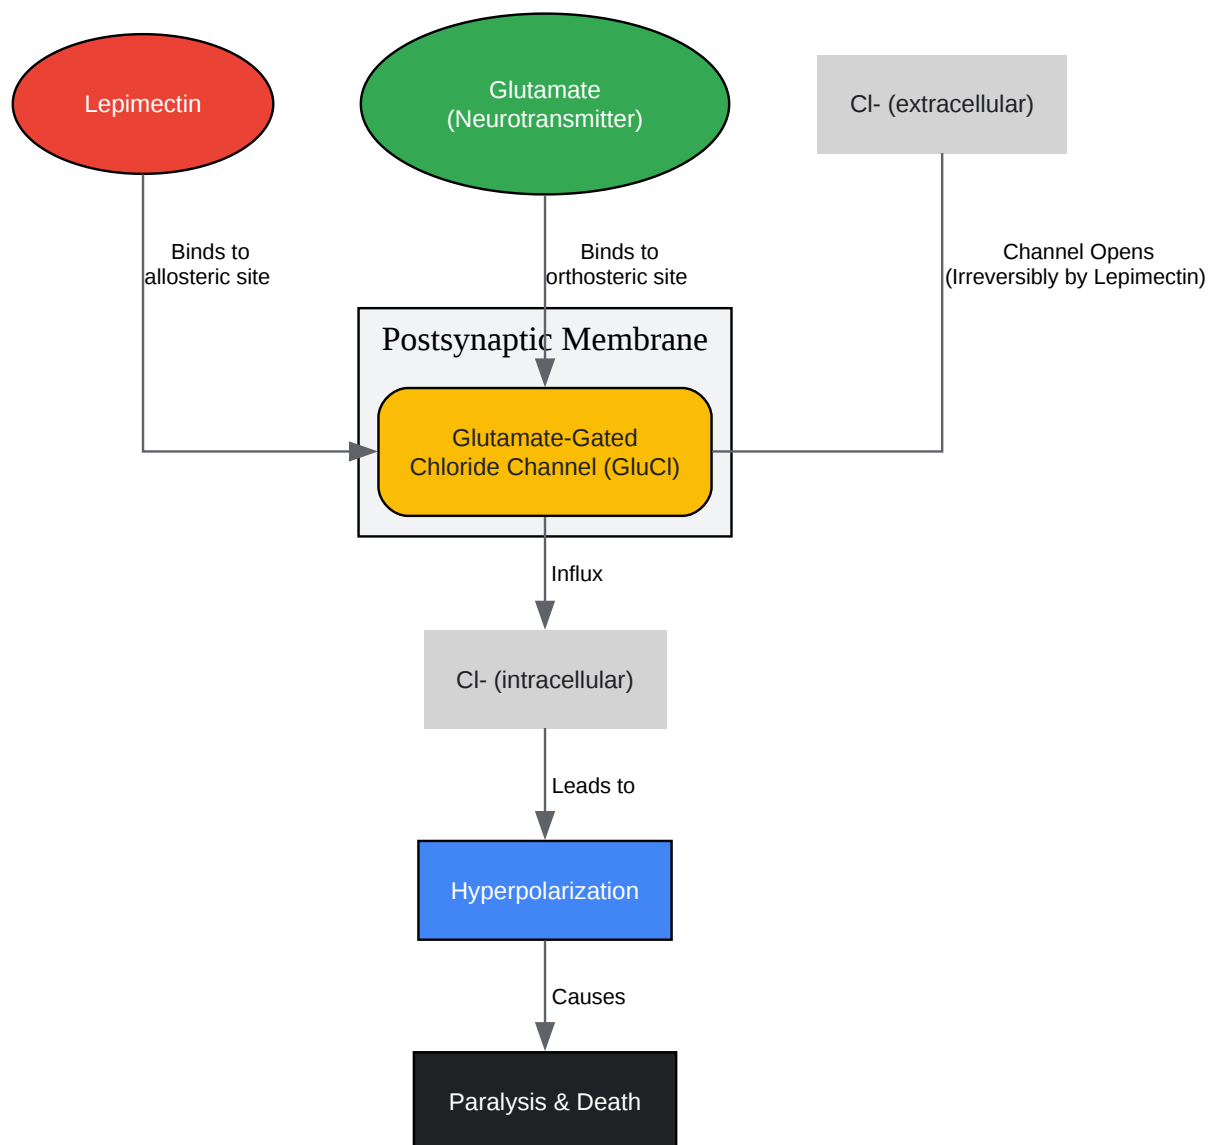 Lepimectin
Glutamate
(Neurotransmitter)
Cl- (extracellular)
Binds to
allosteric site
Binds to
orthosteric site
Channel Opens
(Irreversibly by Lepimectin)
Postsynaptic Membrane
Glutamate-Gated
Chloride Channel (GluCl)
Influx
Cl- (intracellular)
Leads to
Hyperpolarization
Causes
Paralysis & Death